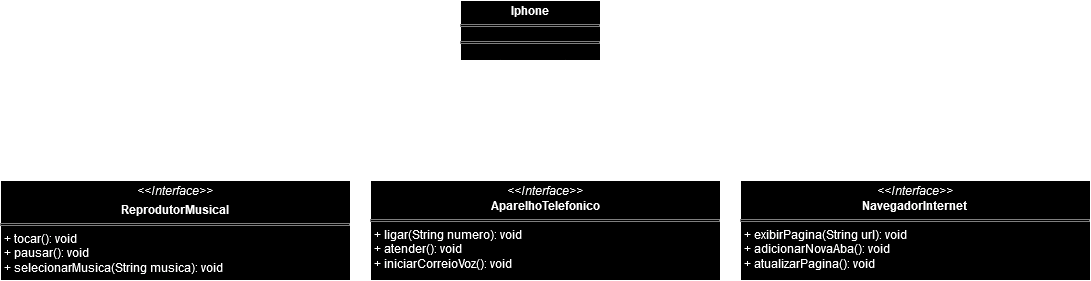 Iphone
<<Interface>>
ReprodutorMusical
+ tocar(): void
+ pausar(): void
+ selecionarMusica(String musica): void
<<Interface>>
AparelhoTelefonico
+ ligar(String numero): void
+ atender(): void
+ iniciarCorreioVoz(): void
<<Interface>>
NavegadorInternet
+ exibirPagina(String url): void
+ adicionarNovaAba(): void
+ atualizarPagina(): void